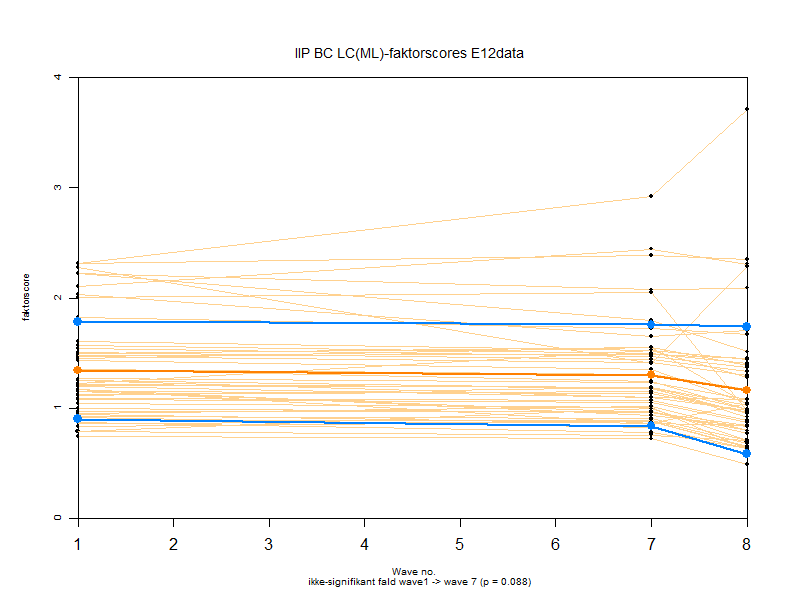 IIP BC LC(ML)-faktorscores E12data
faktorscore
4
3
2
1
0
1 2 3 4 5 6 7 8
Wave no.
ikke-signifikant fald wave1 -> wave 7 (p = 0.088)